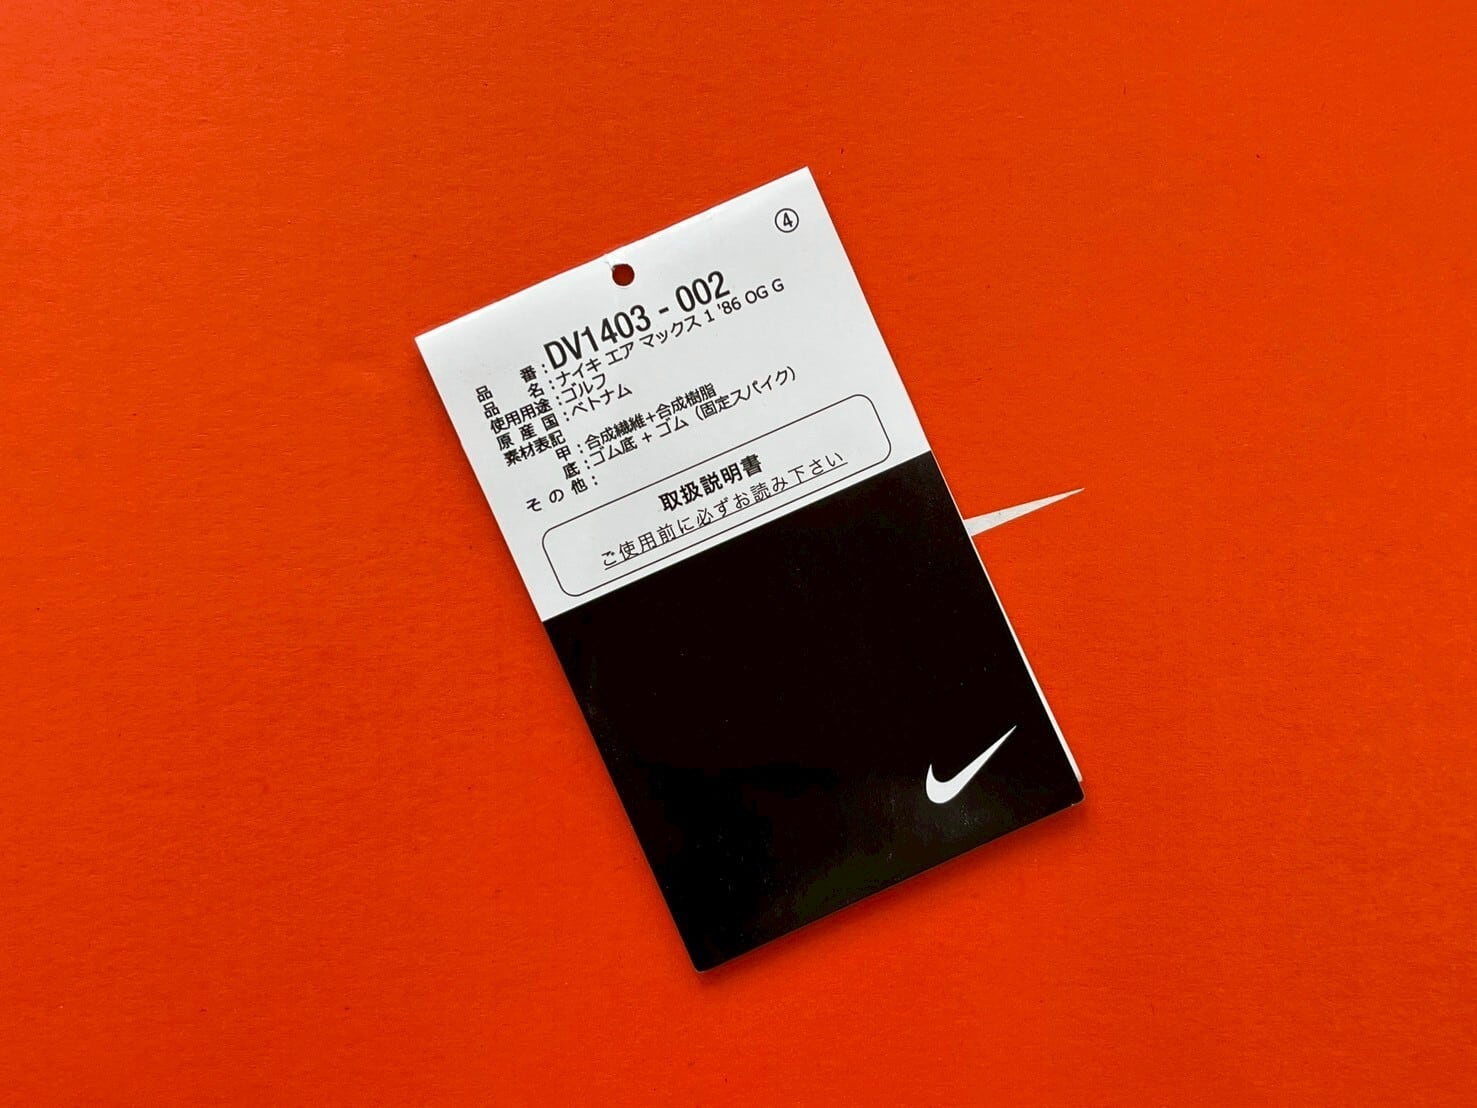 ④
品番：DV1403 - 002
品名：ナイキ エア マックス 1 '86 OG G
使用用途：ゴルフ
原産国：ベトナム
素材表記
甲：合成繊維+合成樹脂
底：ゴム底 + ゴム (固定スパイク)
その他：
取扱説明書
ご使用前に必ずお読み下さい